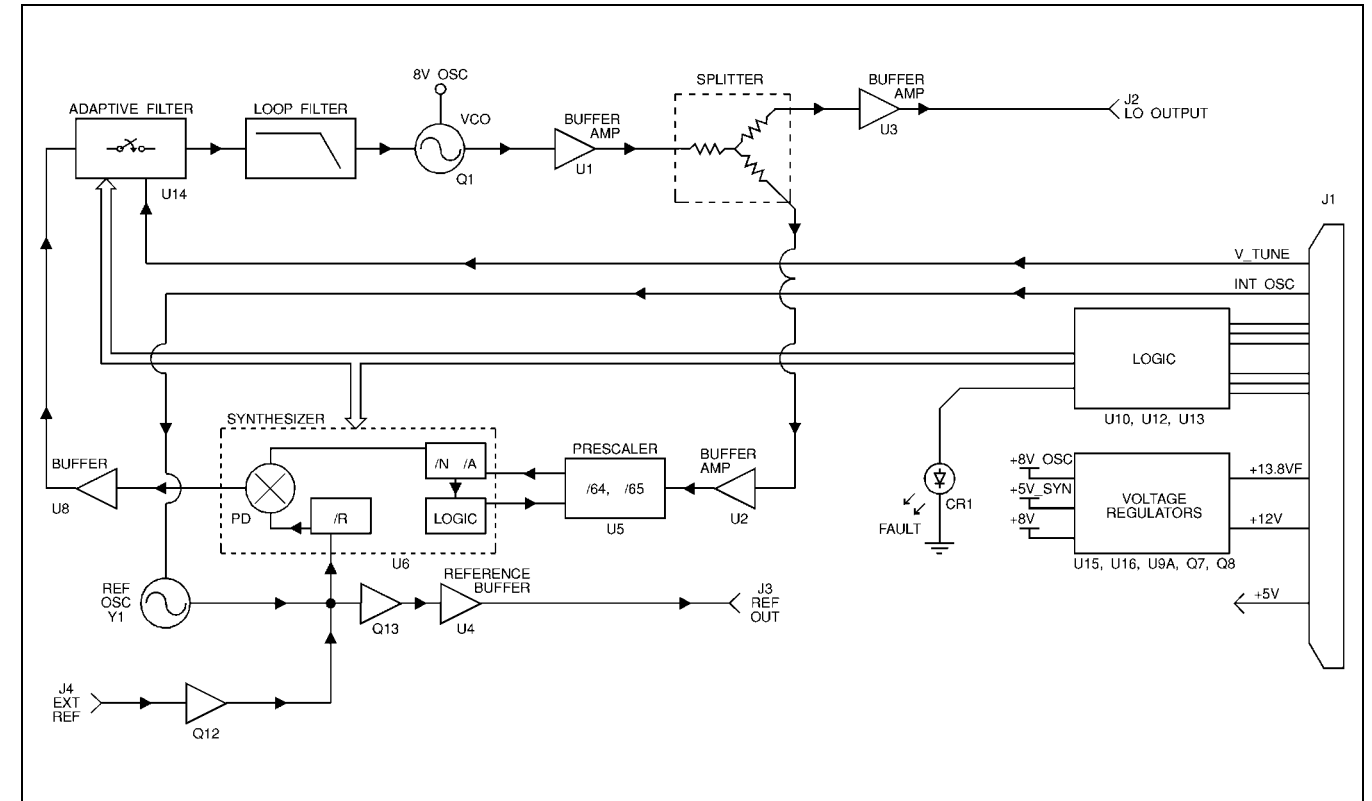 8V OSC
SPLITTER
BUFFER
AMP
ADAPTIVE FILTER
LOOP FILTER
VCO
BUFFER
AMP
J2
LO OUTPUT
U3
U1
Q1
U14
J1
V_TUNE
INT OSC
LOGIC
U10, U12, U13
SYNTHESIZER
PRESCALER
BUFFER
AMP
BUFFER
/N /A
/64, /65
+8V_OSC
+13.8VF
+5V_SYN
VOLTAGE
REGULATORS
CR1
U8
PD
/R
LOGIC
U5
U2
FAULT
+8V
+12V
U6
U15, U16, U9A, Q7, Q8
REF
OSC
Y1
REFERENCE
BUFFER
J3
REF
OUT
+5V
Q13
U4
J4
EXT
REF
Q12